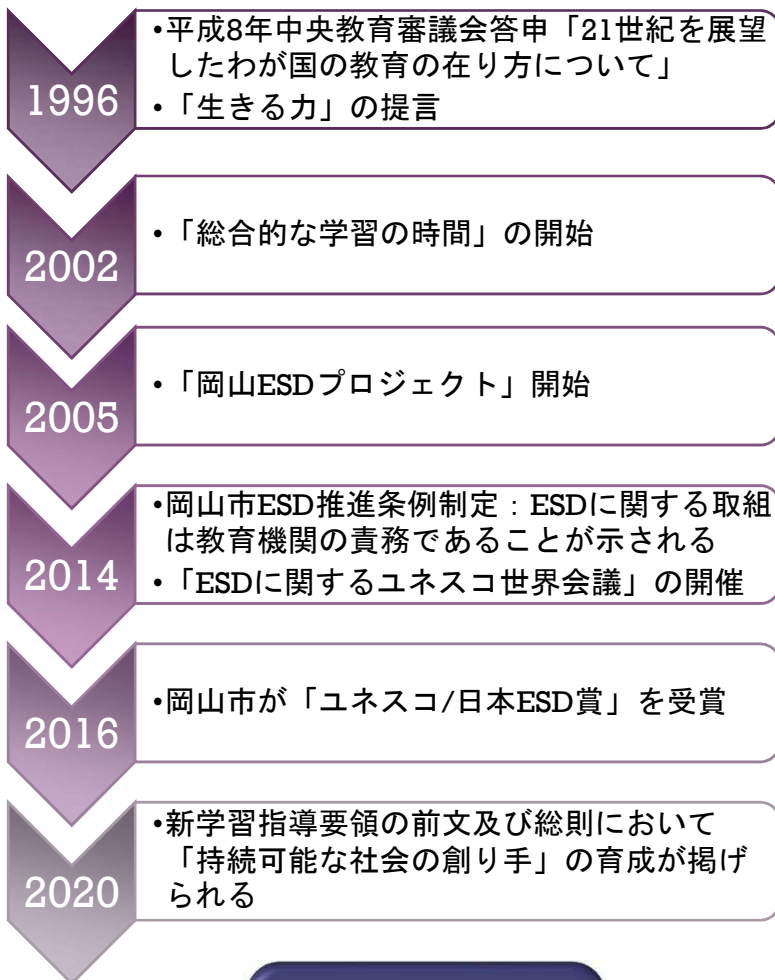 1996
•平成8年中央教育審議会答申「21世紀を展望
したわが国の教育の在り方について」
•「生きる力」の提言
2002
•「総合的な学習の時間」の開始
2005
•「岡山ESDプロジェクト」開始
2014
•岡山市ESD推進条例制定：ESDに関する取組
は教育機関の責務であることが示される
•「ESDに関するユネスコ世界会議」の開催
2016
•岡山市が「ユネスコ/日本ESD賞」を受賞
2020
•新学習指導要領の前文及び総則において
「持続可能な社会の創り手」の育成が掲げ
られる